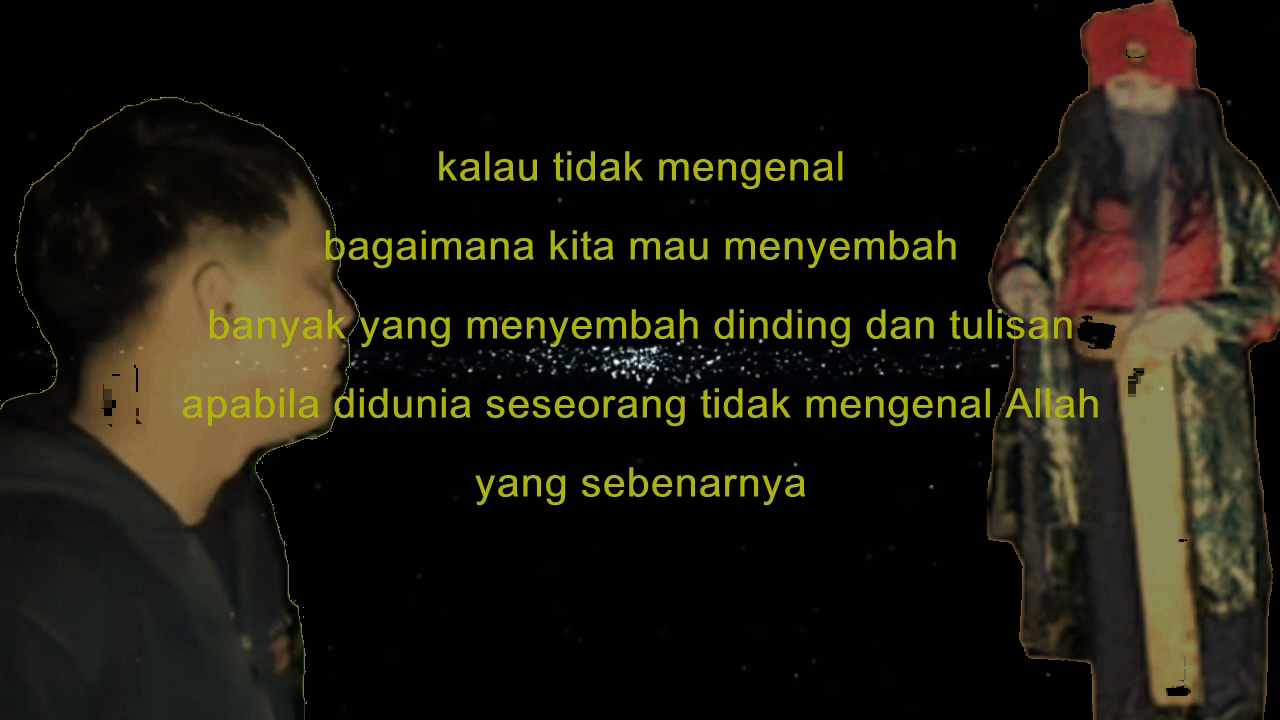 kalau tidak mengenal
bagaimana kita mau menyembah
banyak yang menyembah dinding dan tulisan
apabila didunia seseorang tidak mengenal Allah
yang sebenarnya